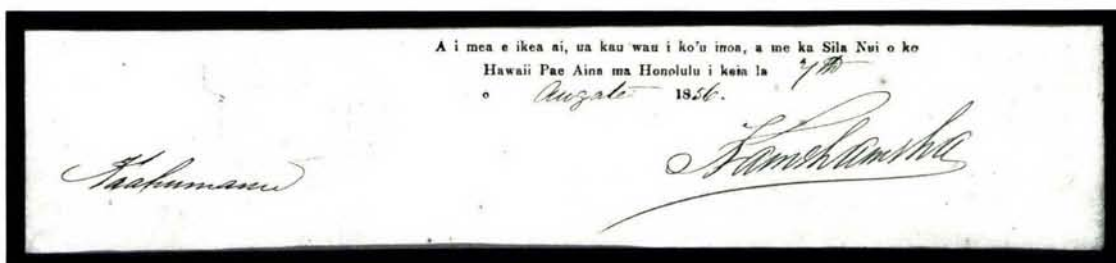 A i mea e ikea ai, ua kau wau i ko'u inoa, a me ka Sila Nui o ko
Hawaii Pae Aina ma Honolulu i keia la 7th
o Augate 1856.
Kamehameha
Kaahumanu